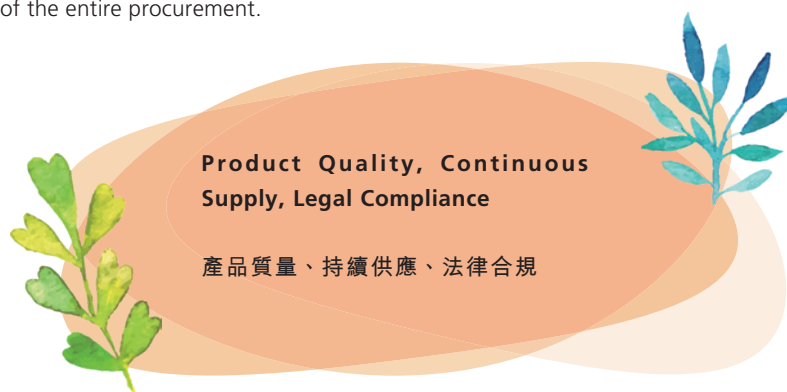 of the entire procurement.
Product Quality, Continuous
Supply, Legal Compliance
產品質量、持續供應、法律合規